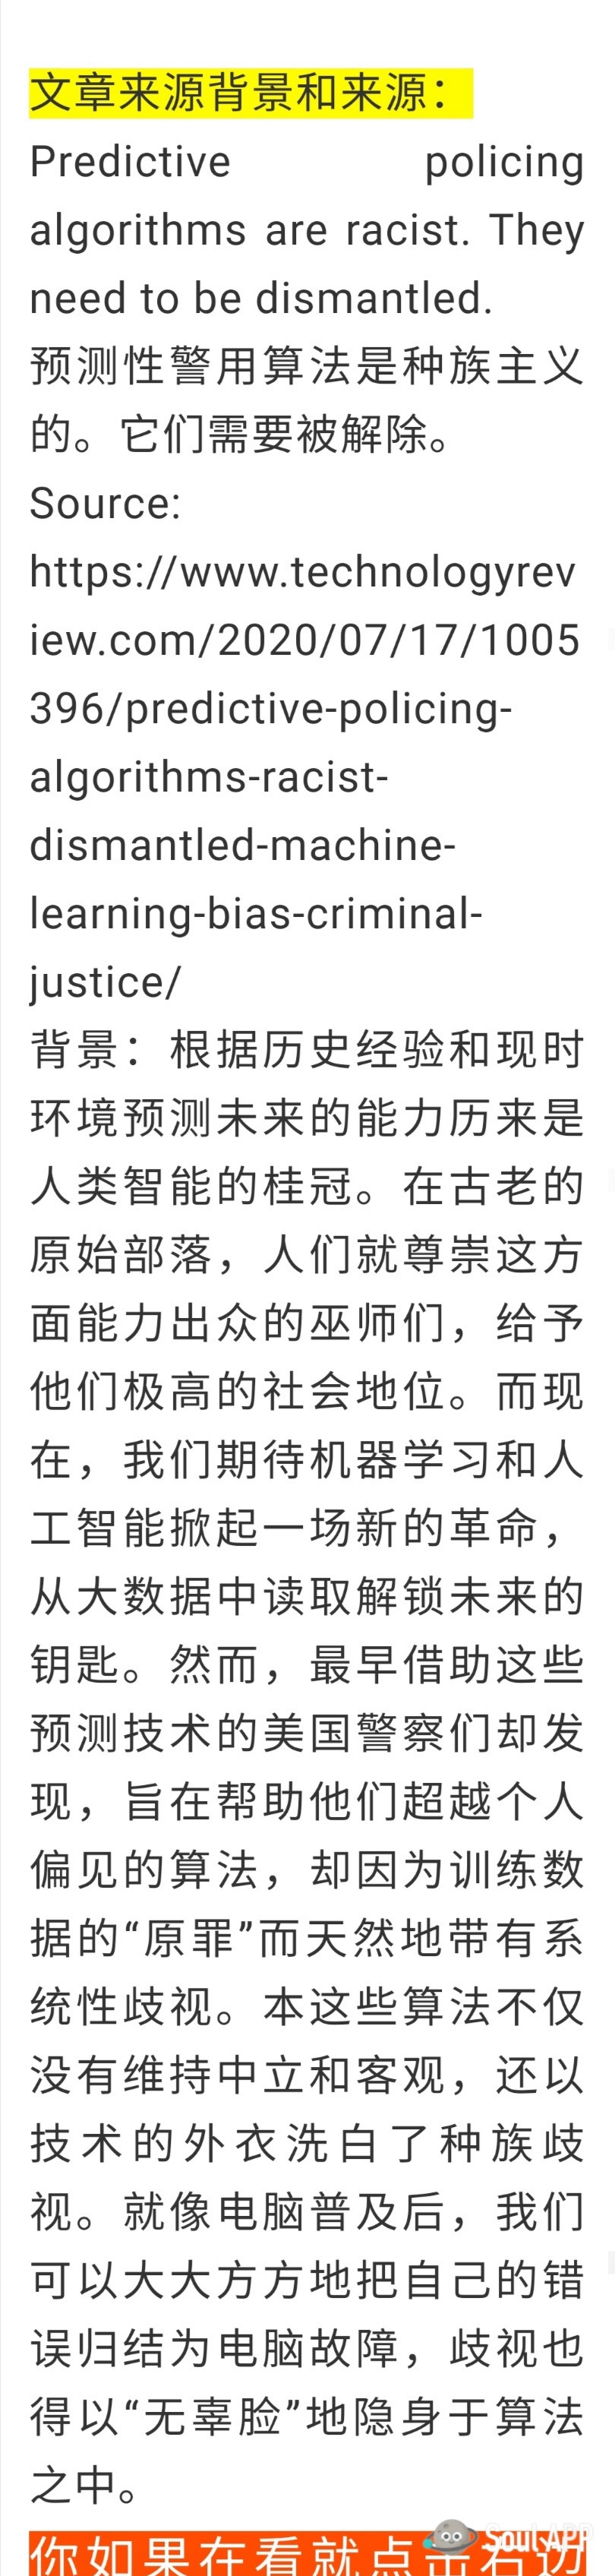 文章来源背景和来源：
Predictive policing
algorithms are racist. They
need to be dismantled.
预测性警用算法是种族主义
的。它们需要被解除。
Source:
https://www.technologyrev
iew.com/2020/07/17/1005
396/predictive-policing-
algorithms-racist-
dismantled-machine-
learning-bias-criminal-
justice/
背景：根据历史经验和现时
环境预测未来的能力历来是
人类智能的桂冠。在古老的
原始部落，人们就尊崇这方
面能力出众的巫师们，给予
他们极高的社会地位。而现
在，我们期待机器学习和人
工智能掀起一场新的革命，
从大数据中读取解锁未来的
钥匙。然而，最早借助这些
预测技术的美国警察们却发
现，旨在帮助他们超越个人
偏见的算法，却因为训练数
据的“原罪”而天然地带有系
统性歧视。本这些算法不仅
没有维持中立和客观，还以
技术的外衣洗白了种族歧
视。就像电脑普及后，我们
可以大大方方地把自己的错
误归结为电脑故障，歧视也
得以“无辜脸”地隐身于算法
之中。
你如果在看就点击右
Soul APP